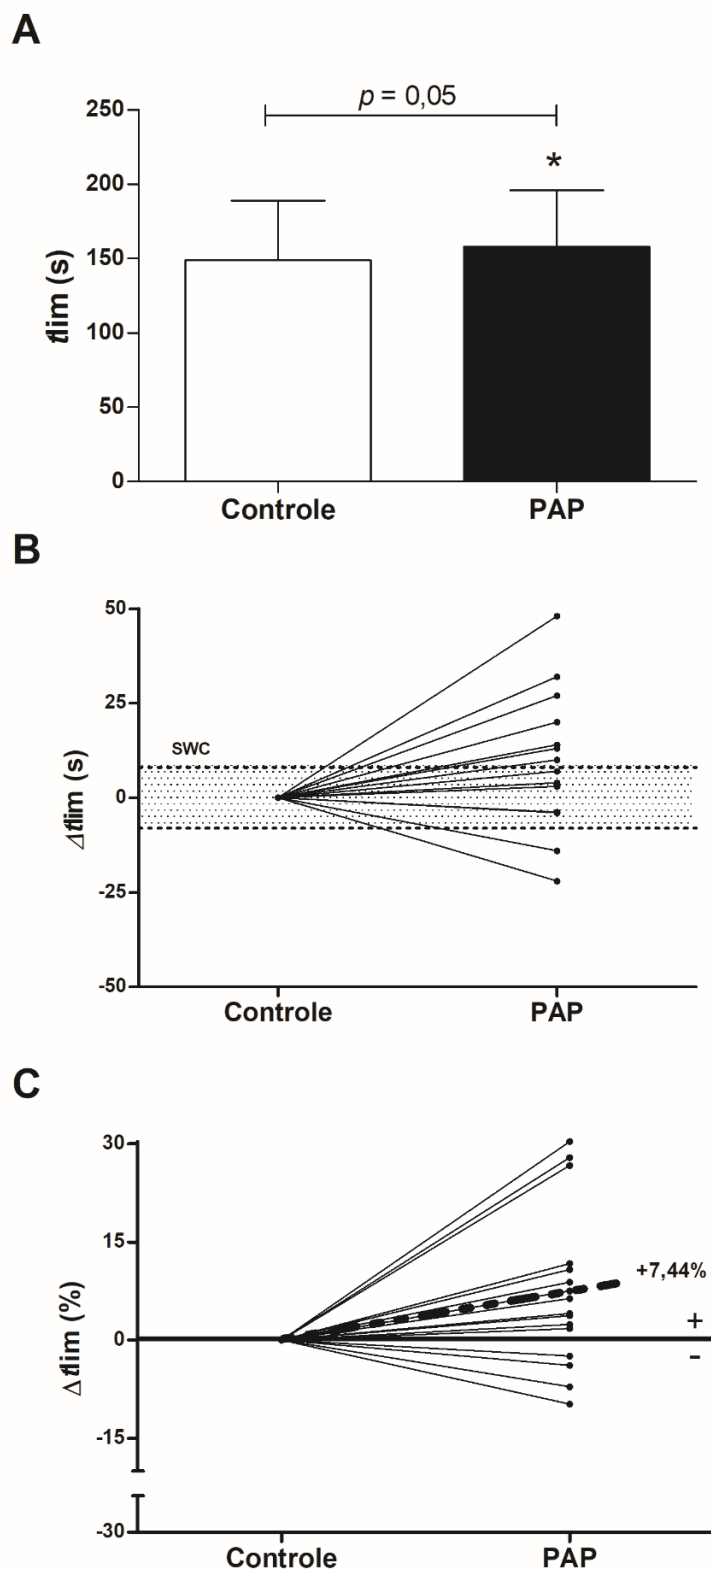 A
p = 0,05
*
250
200
150
100
50
0
tlim (s)
Controle
PAP
B
50
25
0
-25
-50
SWC
Δtlim (s)
Controle
PAP
C
30
15
0
-15
-30
+7,44%
+
-
Δtlim (%)
Controle
PAP